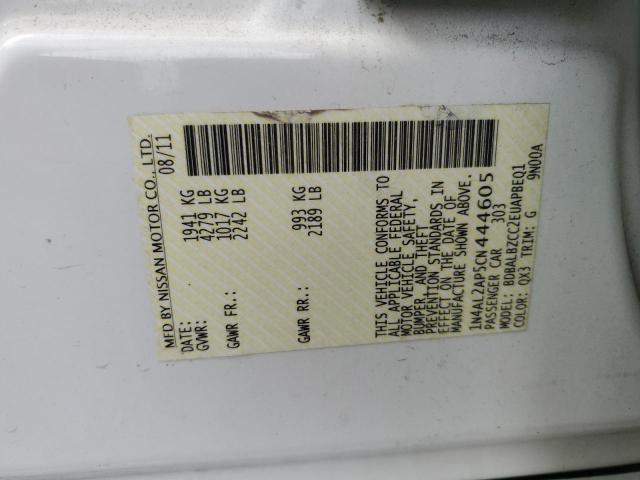 MFD BY NISSAN MOTOR CO., LTD.
DATE: 08/11
GVWR: 1941 KG
4279 LB
GAWR FR.: 1017 KG
2242 LB
GAWR RR.: 993 KG
2189 LB
THIS VEHICLE CONFORMS TO
ALL APPLICABLE FEDERAL
MOTOR VEHICLE SAFETY,
BUMPER, AND THEFT
PREVENTION STANDARDS IN
EFFECT ON THE DATE OF
MANUFACTURE SHOWN ABOVE.
1N4AL2AP5CN444605
PASSENGER CAR 303
MODEL: BDBALBZCC2EUAPBEQ1
COLOR: QX3 TRIM: G 9N00A